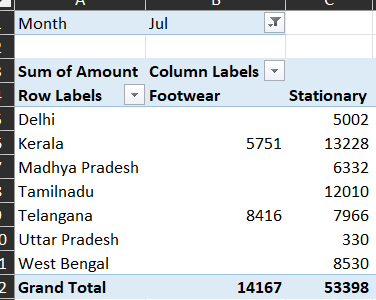 A B C
Month Jul
Sum of Amount Column Labels
Row Labels Footwear Stationary
Delhi 5002
Kerala 5751 13228
Madhya Pradesh 6332
Tamilnadu 12010
Telangana 8416 7966
Uttar Pradesh 330
West Bengal 8530
Grand Total 14167 53398